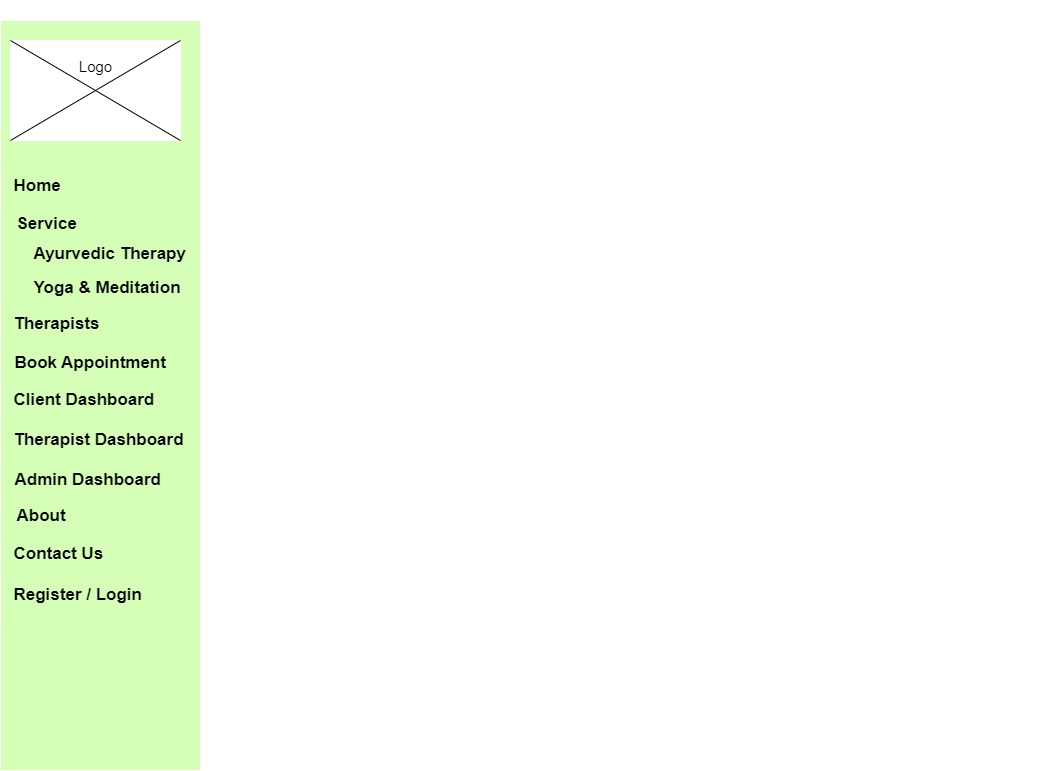 Logo
Home
Service
Ayurvedic Therapy
Yoga & Meditation
Therapists
Book Appointment
Client Dashboard
Therapist Dashboard
Admin Dashboard
About
Contact Us
Register / Login